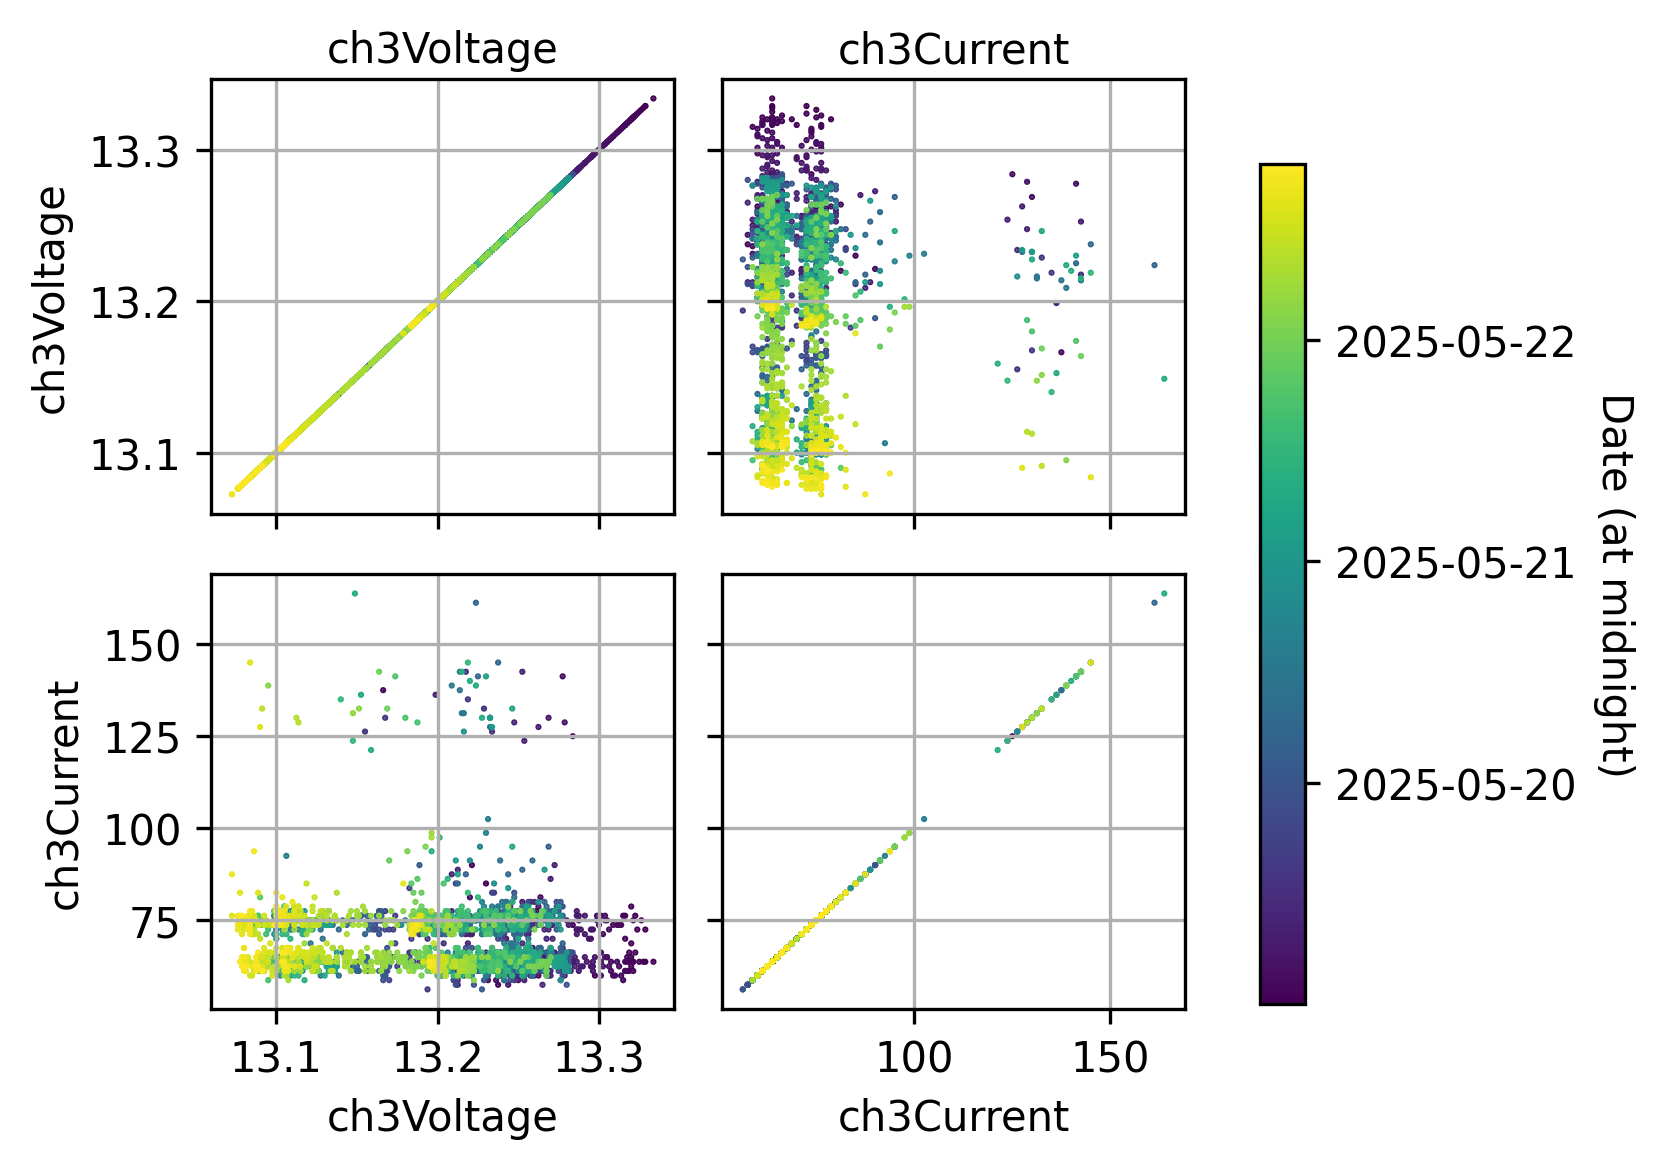 ch3Voltage
ch3Current
ch3Voltage
13.3
13.2
13.1
2025-05-22
2025-05-21
2025-05-20
Date (at midnight)
ch3Current
150
125
100
75
13.1
13.2
13.3
100
150
ch3Voltage
ch3Current